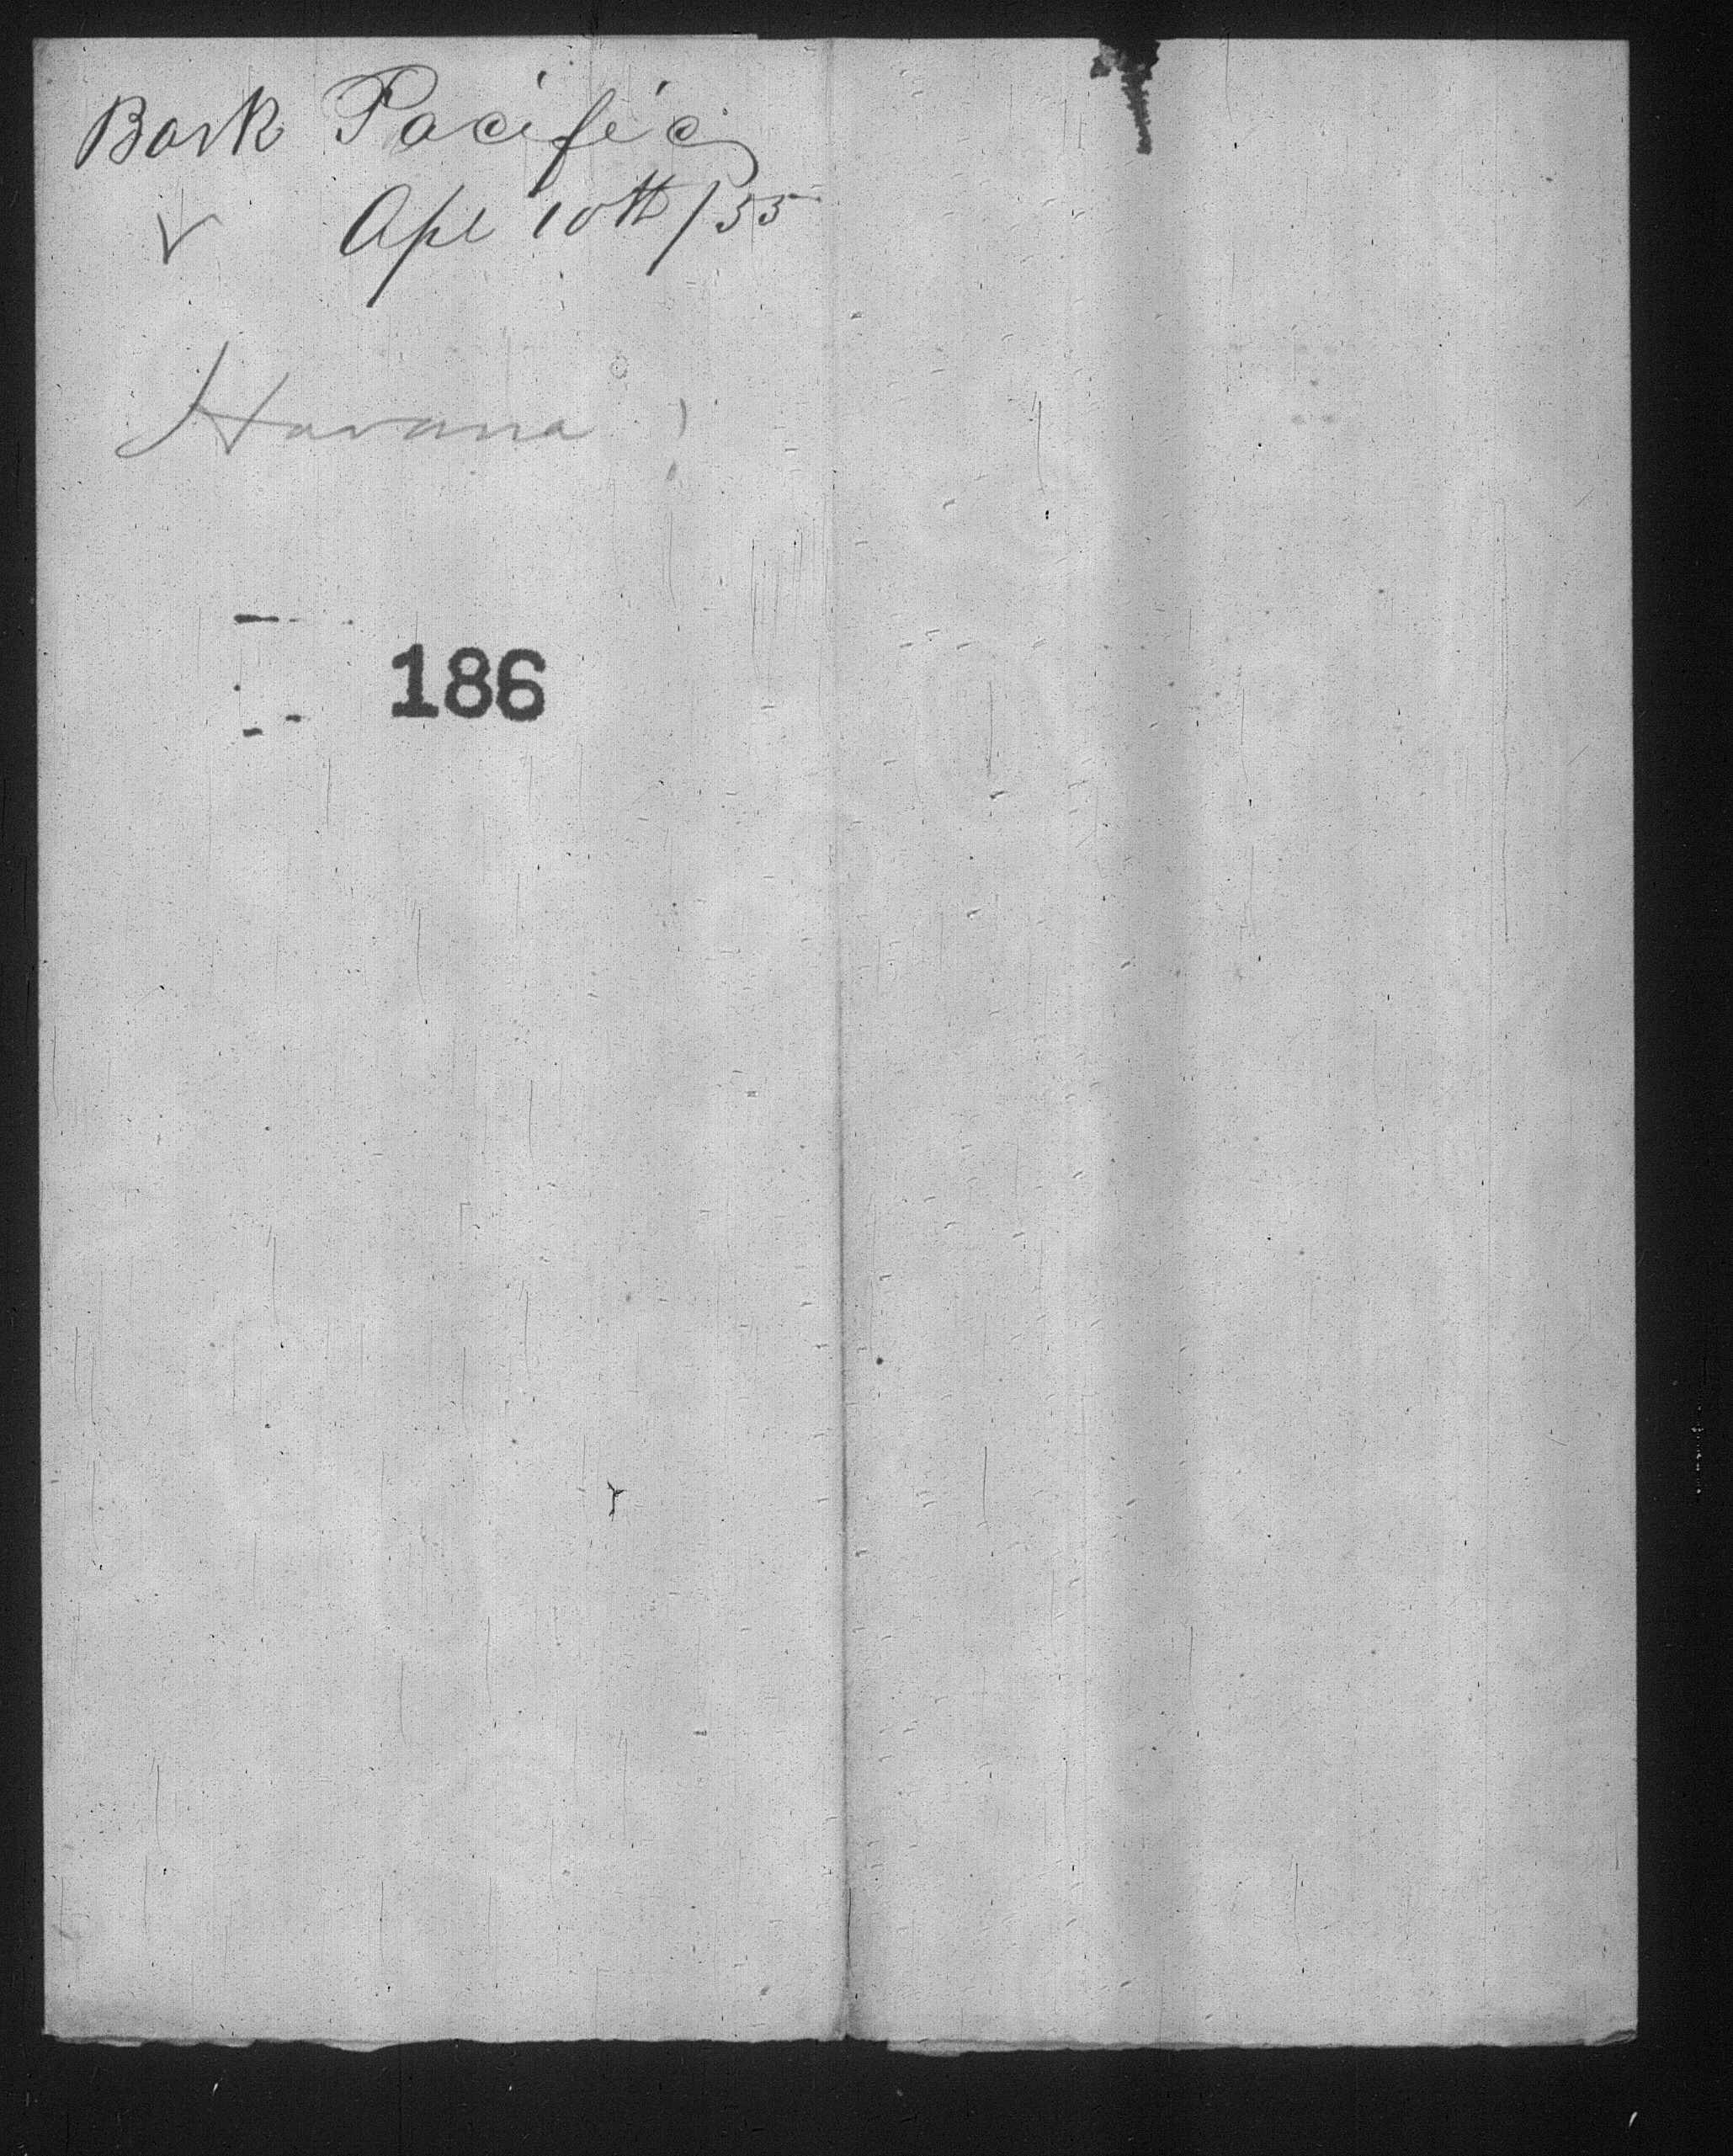 Bark Pacific
Apl 10th/55
Havana
186